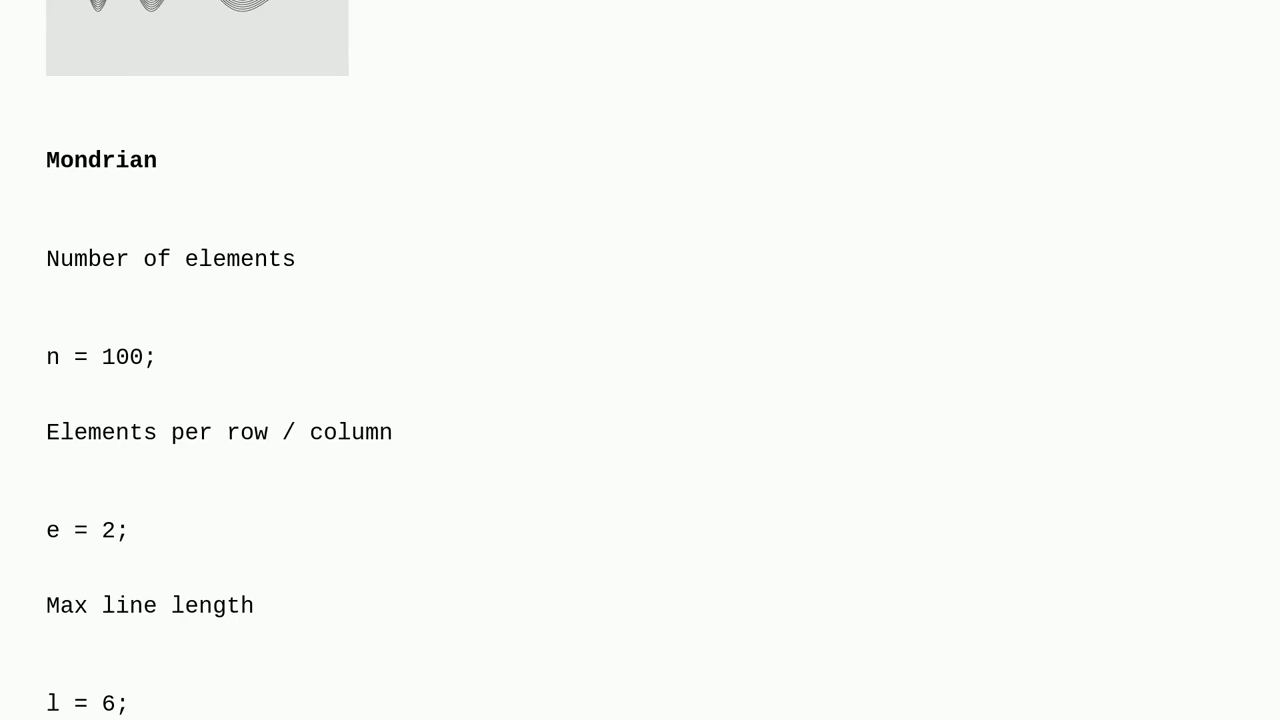 Mondrian
Number of elements
n = 100;
Elements per row / column
e = 2;
Max line length
l = 6;